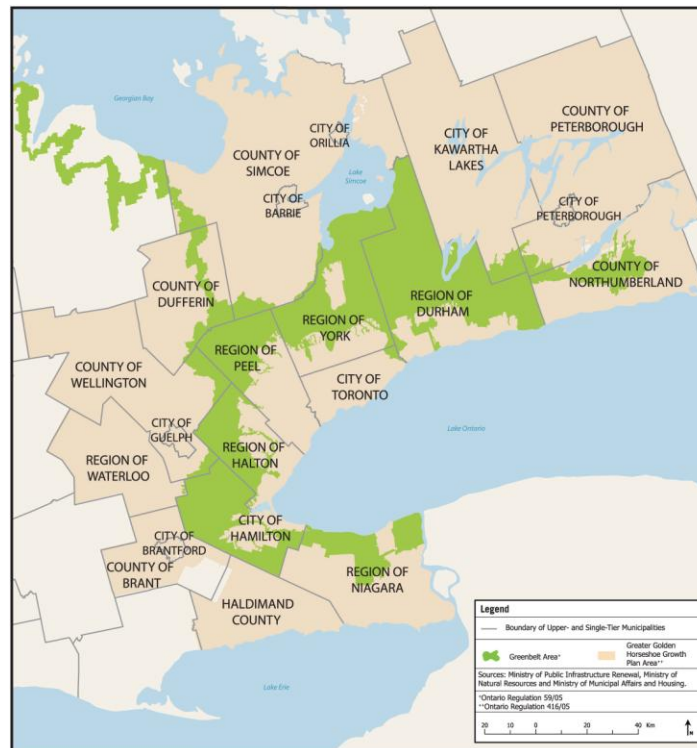 Georgian Bay
COUNTY OF
PETERBOROUGH
CITY OF
ORILLIA
CITY OF
KAWARTHA
LAKES
COUNTY OF
SIMCOE
Lake
Simcoe
CITY OF
BARRIE
CITY OF
PETERBOROUGH
COUNTY OF
DUFFERIN
COUNTY OF
NORTHUMBERLAND
REGION OF
DURHAM
REGION OF
YORK
REGION OF
PEEL
COUNTY OF
WELLINGTON
CITY OF
TORONTO
CITY OF
GUELPH
Lake Ontario
REGION OF
HALTON
REGION OF
WATERLOO
CITY OF
HAMILTON
CITY OF
BRANTFORD
COUNTY OF
BRANT
REGION OF
NIAGARA
HALDIMAND
COUNTY
Lake Erie
Legend
Boundary of Upper- and Single-Tier Municipalities
Greenbelt Area*
Greater Golden
Horseshoe Growth
Plan Area**
Sources: Ministry of Public Infrastructure Renewal, Ministry of
Natural Resources and Ministry of Municipal Affairs and Housing.
*Ontario Regulation 59/05
**Ontario Regulation 416/05
20 10 0 20 40 Km
N